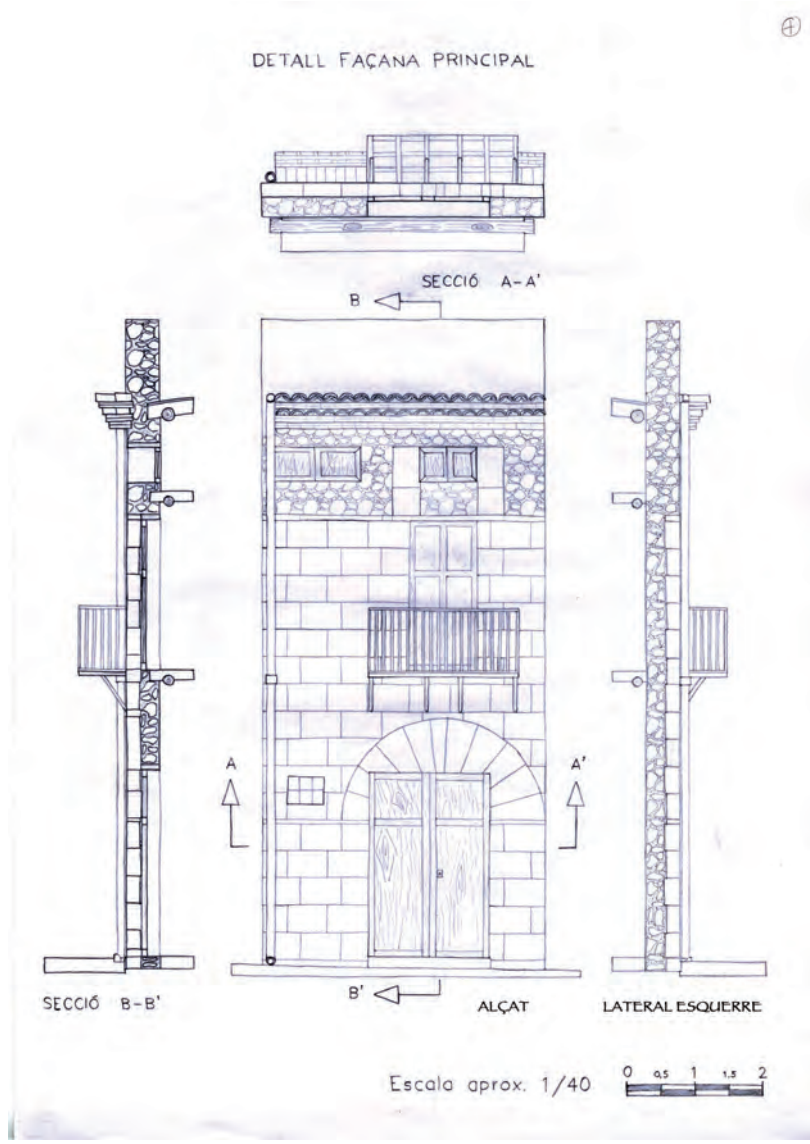 4
DETALL FAÇANA PRINCIPAL
SECCIÓ A-A'
B
A
A'
B'
SECCIÓ B-B'
ALÇAT
LATERAL ESQUERRE
Escala aprox. 1/40
0 0,5 1 1.5 2